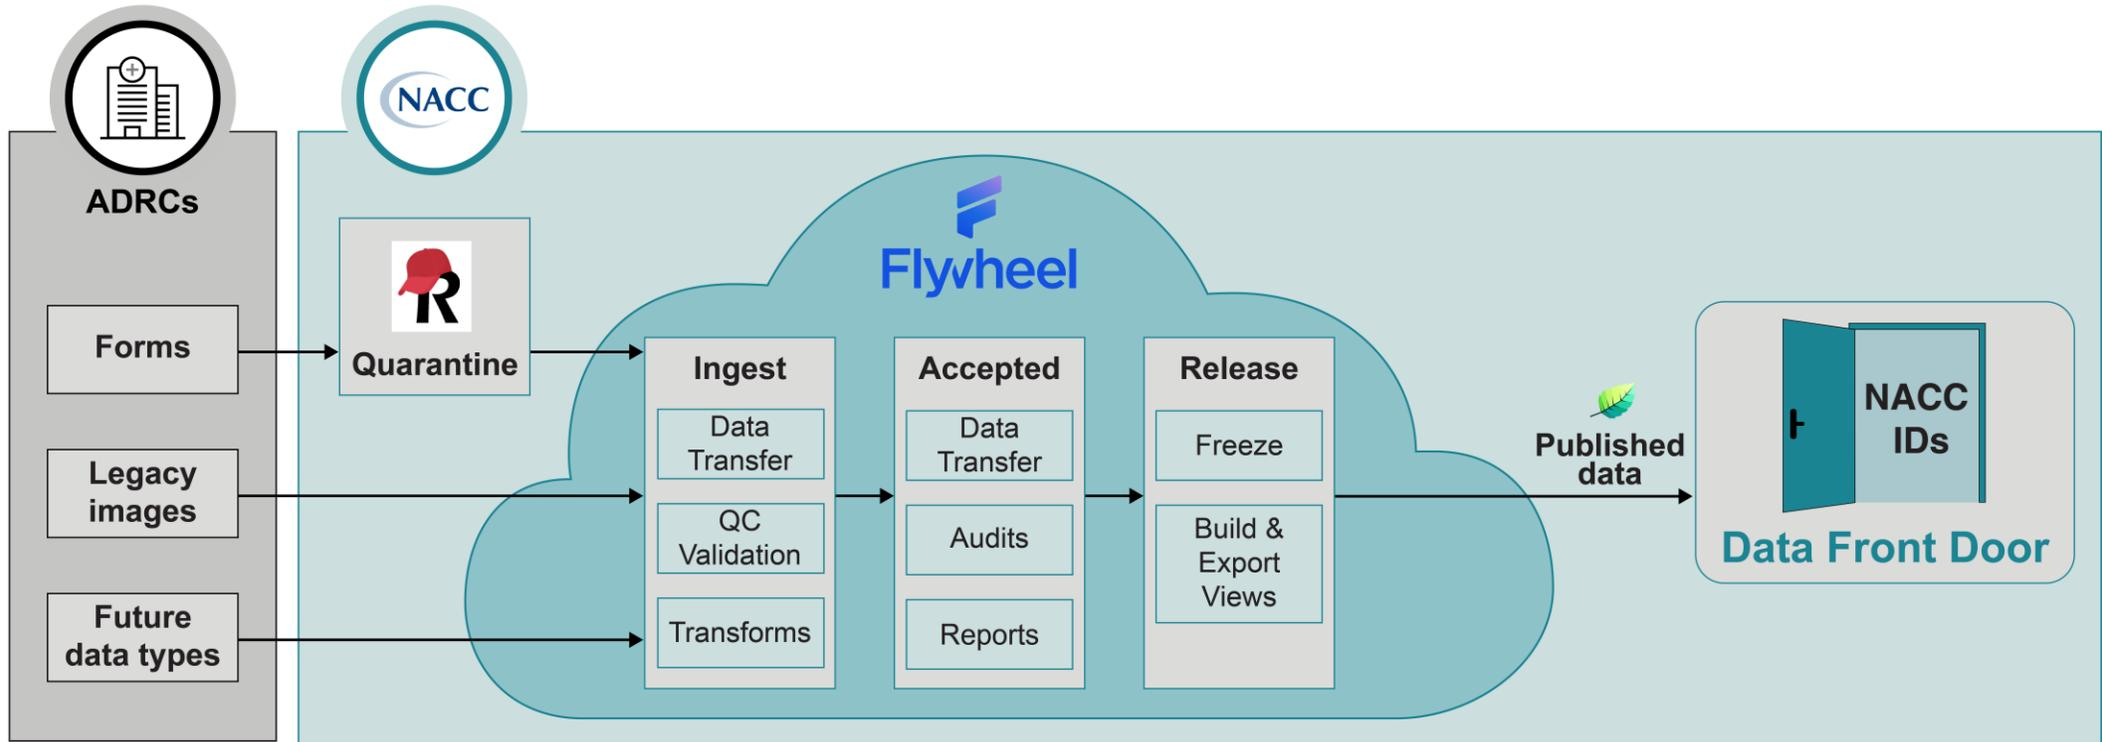 NACC
ADRCs
Forms
Legacy
images
Future
data types
R
Quarantine
Flywheel
Ingest
Data
Transfer
QC
Validation
Transforms
Accepted
Data
Transfer
Audits
Reports
Release
Freeze
Build &
Export
Views
Published
data
NACC
IDs
Data Front Door